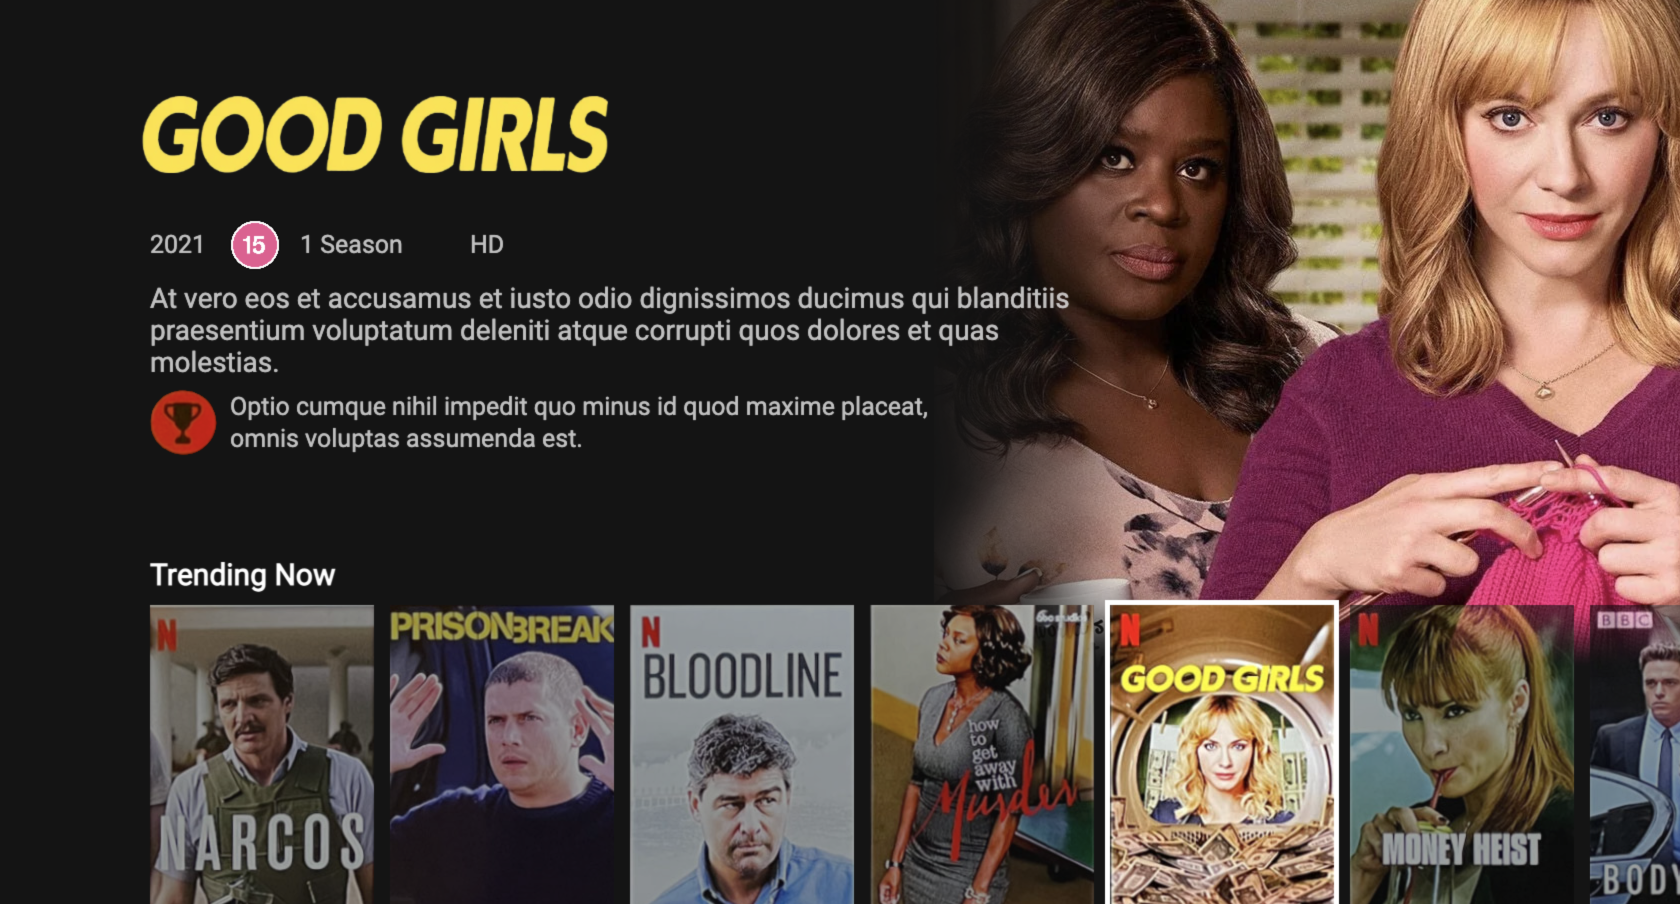 GOOD GIRLS
2021 15 1 Season HD
At vero eos et accusamus et iusto odio dignissimos ducimus qui blanditiis
praesentium voluptatum deleniti atque corrupti quos dolores et quas
molestias.
Optio cumque nihil impedit quo minus id quod maxime placeat,
omnis voluptas assumenda est.
Trending Now
N
NARCOS
PRISON BREAK
N
BLOODLINE
how
to
get
away
with
Murder
N
GOOD GIRLS
N
MONEY HEIST
BBC
BODY